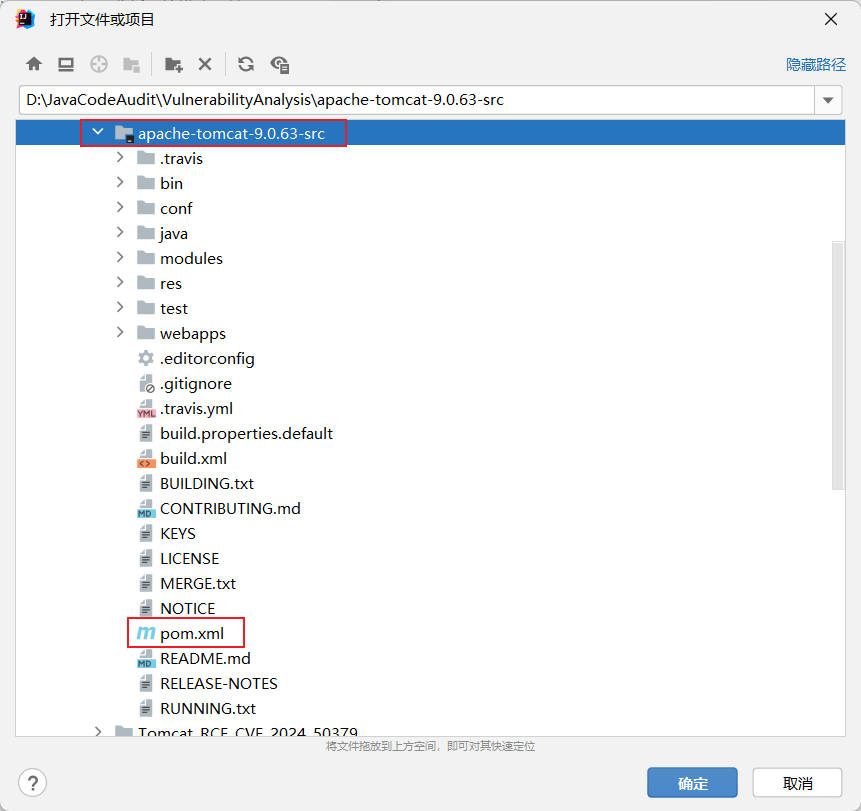 打开文件或项目
隐藏路径
D:\JavaCodeAudit\VulnerabilityAnalysis\apache-tomcat-9.0.63-src
apache-tomcat-9.0.63-src
.travis
bin
conf
java
modules
res
test
webapps
.editorconfig
.gitignore
YML .travis.yml
build.properties.default
build.xml
BUILDING.txt
MD CONTRIBUTING.md
KEYS
LICENSE
MERGE.txt
NOTICE
m pom.xml
MD README.md
RELEASE-NOTES
RUNNING.txt
Tomcat_RCE_CVE_2024_50379
将文件拖放到上方空间，即可对其快速定位
? 确定 取消